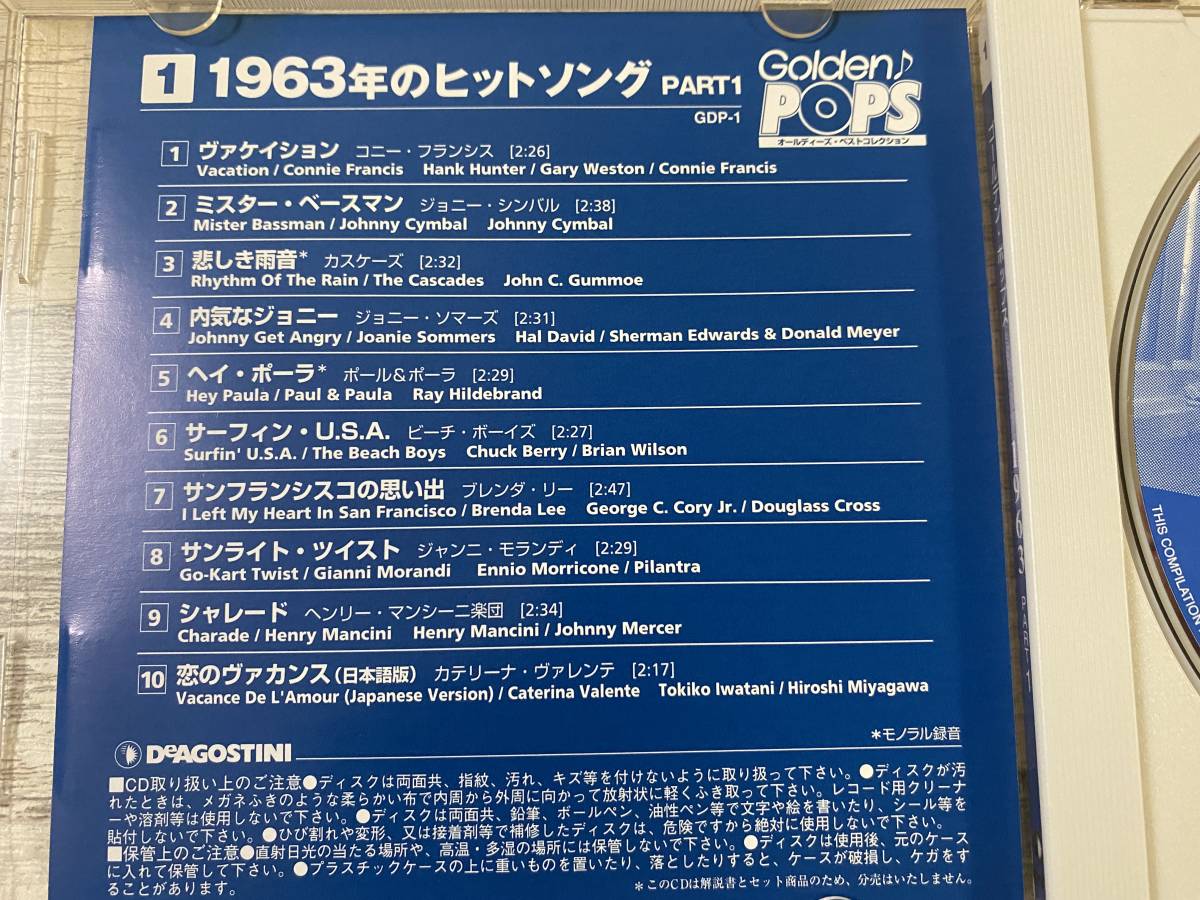 1 1963年のヒットソング PART1
GDP-1
Golden♪
POPS
オールディーズ・ベストコレクション
1 ヴァケイション コニー・フランシス [2:26]
Vacation / Connie Francis Hank Hunter / Gary Weston / Connie Francis
2 ミスター・ベースマン ジョニー・シンバル [2:38]
Mister Bassman / Johnny Cymbal Johnny Cymbal
3 悲しき雨音* カスケーズ [2:32]
Rhythm Of The Rain / The Cascades John C. Gummoe
4 内気なジョニー ジョニー・ソマーズ [2:31]
Johnny Get Angry / Joanie Sommers Hal David / Sherman Edwards & Donald Meyer
5 ヘイ・ポーラ* ポール&ポーラ [2:29]
Hey Paula / Paul & Paula Ray Hildebrand
6 サーフィン・U.S.A. ビーチ・ボーイズ [2:27]
Surfin' U.S.A. / The Beach Boys Chuck Berry / Brian Wilson
7 サンフランシスコの思い出 ブレンダ・リー [2:47]
I Left My Heart In San Francisco / Brenda Lee George C. Cory Jr. / Douglass Cross
8 サンライト・ツイスト ジャンニ・モランディ [2:29]
Go-Kart Twist / Gianni Morandi Ennio Morricone / Pilantra
9 シャレード ヘンリー・マンシーニ楽団 [2:34]
Charade / Henry Mancini Henry Mancini / Johnny Mercer
10 恋のヴァカンス(日本語版) カテリーナ・ヴァレンテ [2:17]
Vacance De L'Amour (Japanese Version) / Caterina Valente Tokiko Iwatani / Hiroshi Miyagawa
*モノラル録音
DeAGOSTINI
■CD取り扱い上のご注意●ディスクは両面共、指紋、汚れ、キズ等を付けないように取り扱って下さい。●ディスクが汚
れたときは、メガネふきのような柔らかい布で内周から外周に向かって放射状に軽くふき取って下さい。レコード用クリーナ
ーや溶剤等は使用しないで下さい。●ディスクは両面共、鉛筆、ボールペン、油性ペン等で文字や絵を書いたり、シール等を
貼付しないで下さい。●ひび割れや変形、又は接着剤等で補修したディスクは、危険ですから絶対に使用しないで下さい。
■保管上のご注意●直射日光の当たる場所や、高温・多湿の場所には保管しないで下さい。●ディスクは使用後、元のケース
に入れて保管して下さい。●プラスチックケースの上に重いものを置いたり、落としたりすると、ケースが破損し、ケガをす
ることがあります。
*このCDは解説書とセット商品のため、分売はいたしません。
1963
PART 1
THIS COMPILATION